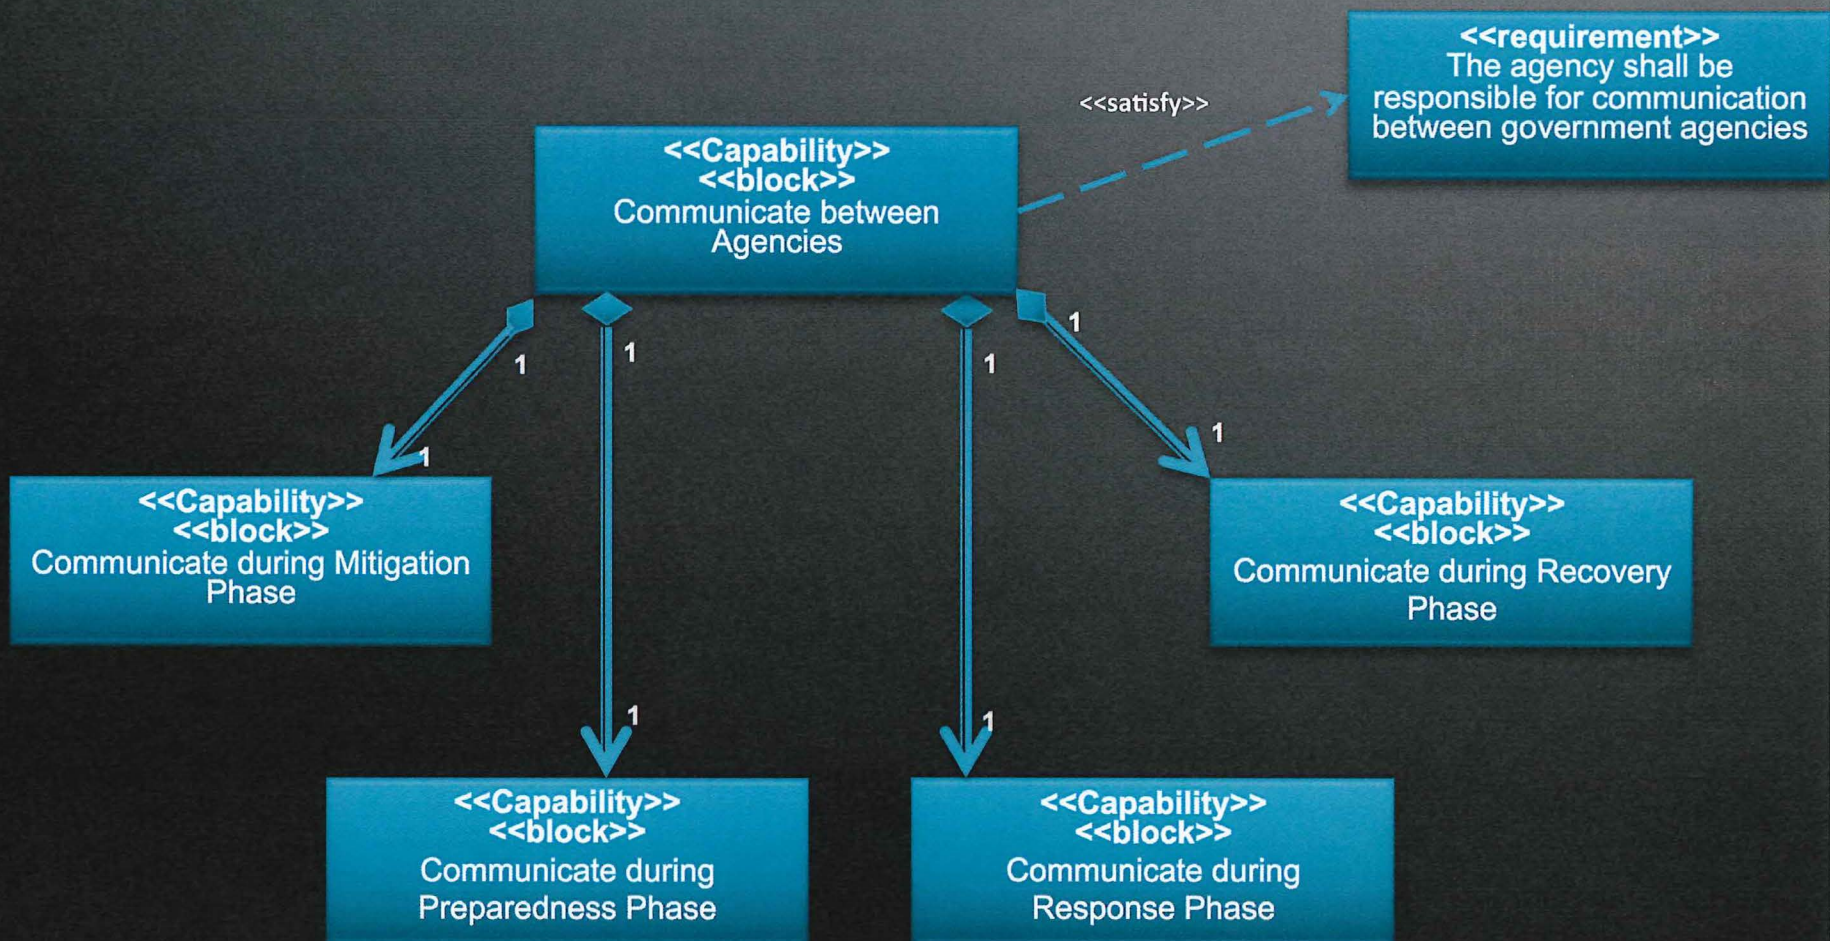 <<requirement>>
The agency shall be
responsible for communication
between government agencies
<<satisfy>>
<<Capability>>
<<block>>
Communicate between
Agencies
1
1
1
1
1
1
<<Capability>>
<<block>>
Communicate during Mitigation
Phase
<<Capability>>
<<block>>
Communicate during Recovery
Phase
1
1
<<Capability>>
<<block>>
Communicate during
Preparedness Phase
<<Capability>>
<<block>>
Communicate during
Response Phase